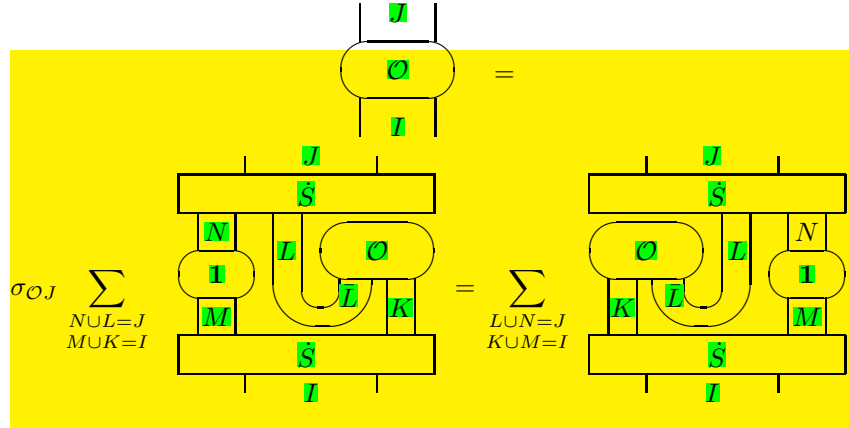 J
𝒪 =
I
J J
Ṡ Ṡ
N L 𝒪 𝒪 L N
σ_{𝒪J} ∑ 1 = ∑ 1
M L K K L M
N∪L=J L∪N=J
M∪K=I K∪M=I
Ṡ Ṡ
I I